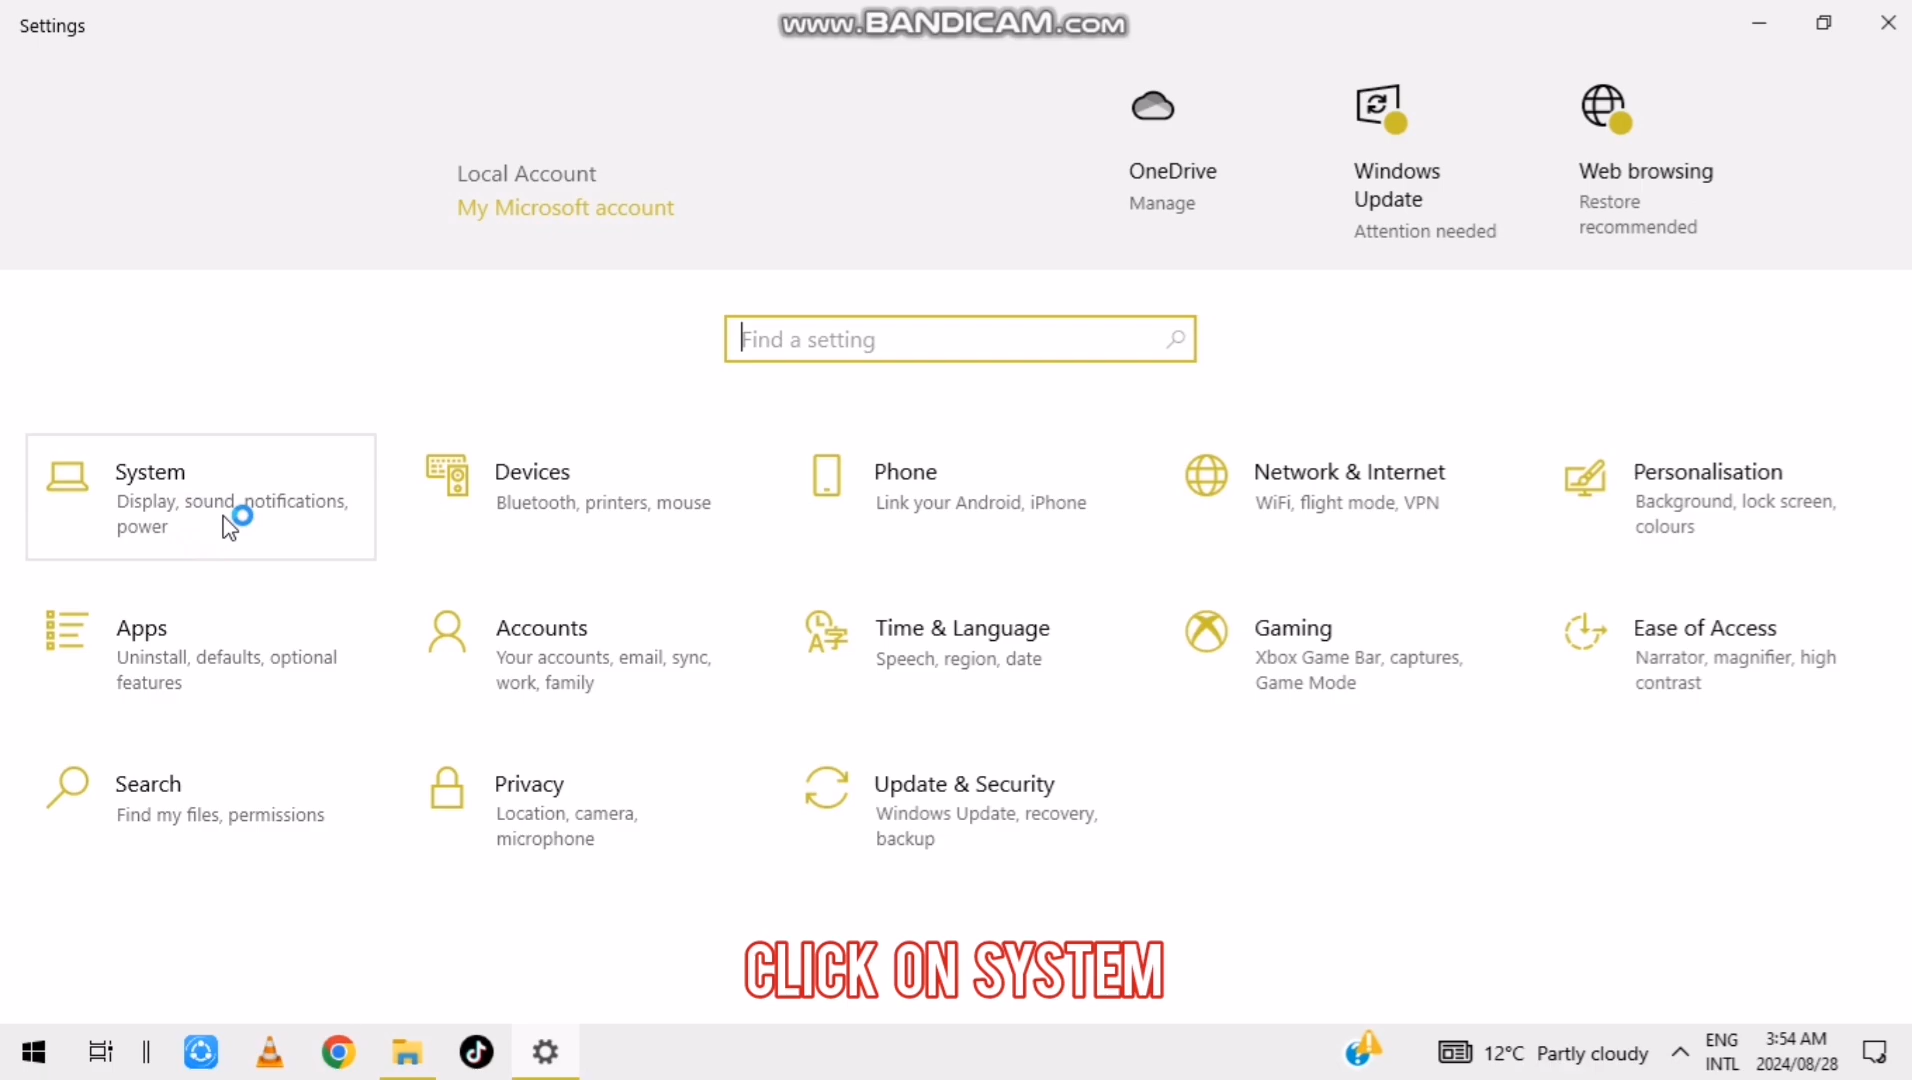 Settings
www.BANDICAM.com
Local Account
My Microsoft account
OneDrive
Manage
Windows
Update
Attention needed
Web browsing
Restore
recommended
Find a setting
System
Display, sound, notifications,
power
Devices
Bluetooth, printers, mouse
Phone
Link your Android, iPhone
Network & Internet
WiFi, flight mode, VPN
Personalisation
Background, lock screen,
colours
Apps
Uninstall, defaults, optional
features
Accounts
Your accounts, email, sync,
work, family
Time & Language
Speech, region, date
Gaming
Xbox Game Bar, captures,
Game Mode
Ease of Access
Narrator, magnifier, high
contrast
Search
Find my files, permissions
Privacy
Location, camera,
microphone
Update & Security
Windows Update, recovery,
backup
CLICK ON SYSTEM
12°C Partly cloudy
ENG
INTL
3:54 AM
2024/08/28